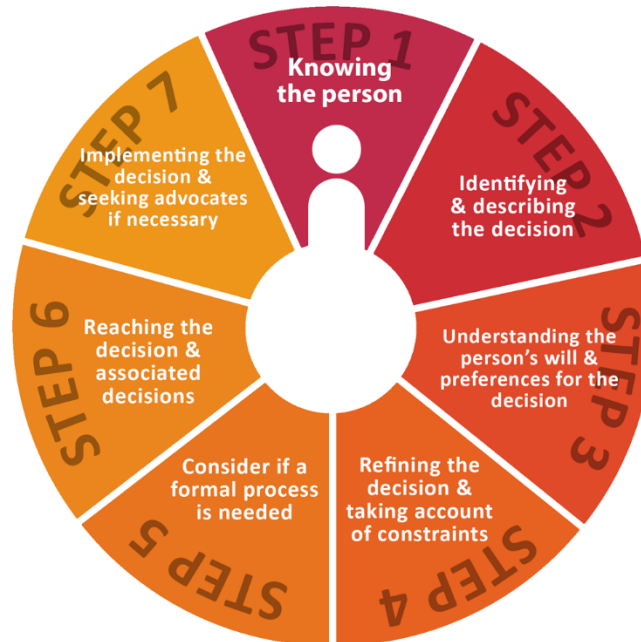 STEP 1
Knowing
the person
STEP 2
Identifying
& describing
the decision
STEP 3
Understanding the
person's will &
preferences for the
decision
STEP 4
Refining the
decision &
taking account
of constraints
STEP 5
Consider if a
formal process
is needed
STEP 6
Reaching the
decision &
associated
decisions
STEP 7
Implementing the
decision &
seeking advocates
if necessary